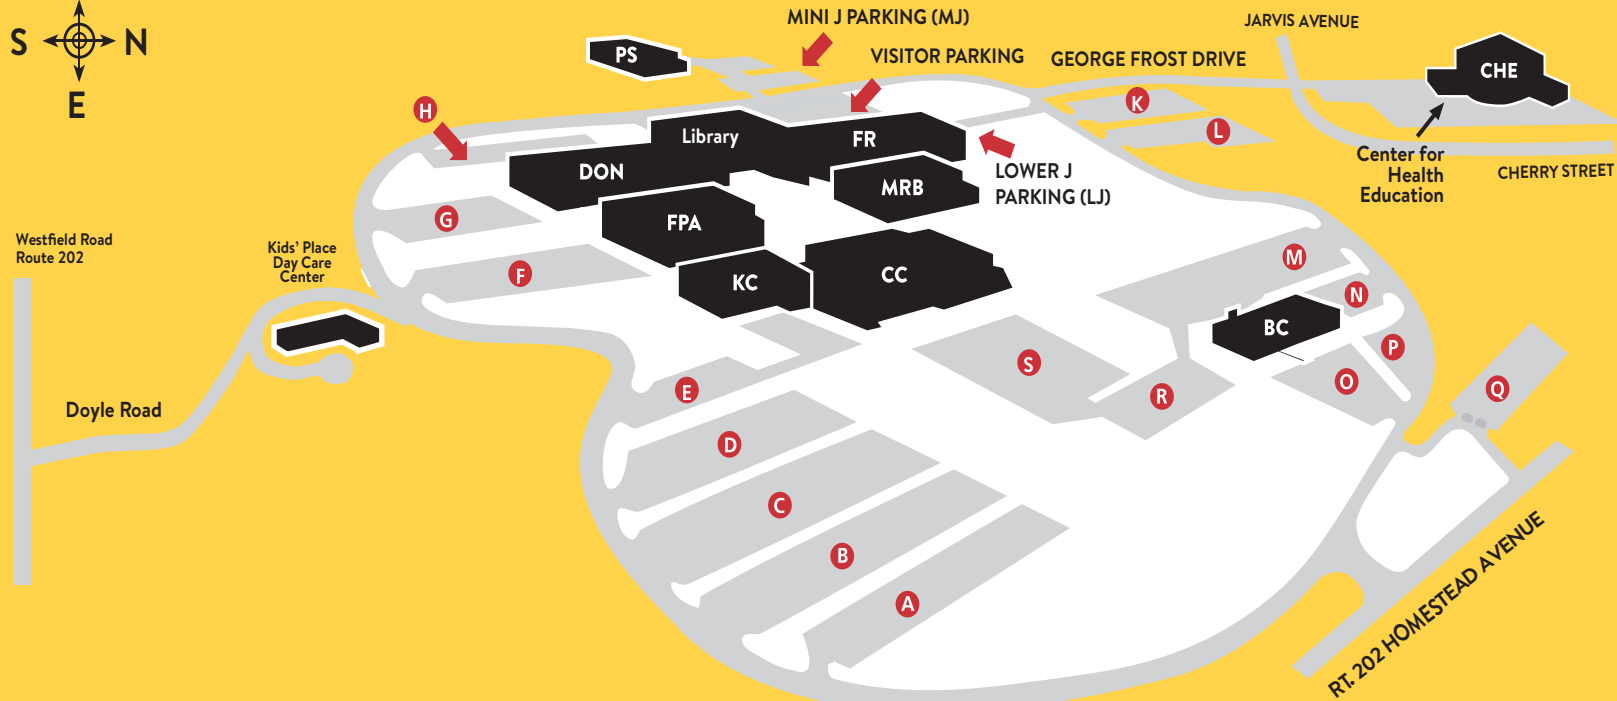 S
N
E
PS
MINI J PARKING (MJ)
VISITOR PARKING
GEORGE FROST DRIVE
JARVIS AVENUE
CHE
H
K
L
Library
FR
DON
MRB
LOWER J
PARKING (LJ)
Center for
Health
Education
CHERRY STREET
G
FPA
Westfield Road
Route 202
Kids' Place
Day Care
Center
F
KC
CC
M
N
BC
P
S
R
O
Q
E
Doyle Road
D
C
B
A
RT. 202 HOMESTEAD AVENUE